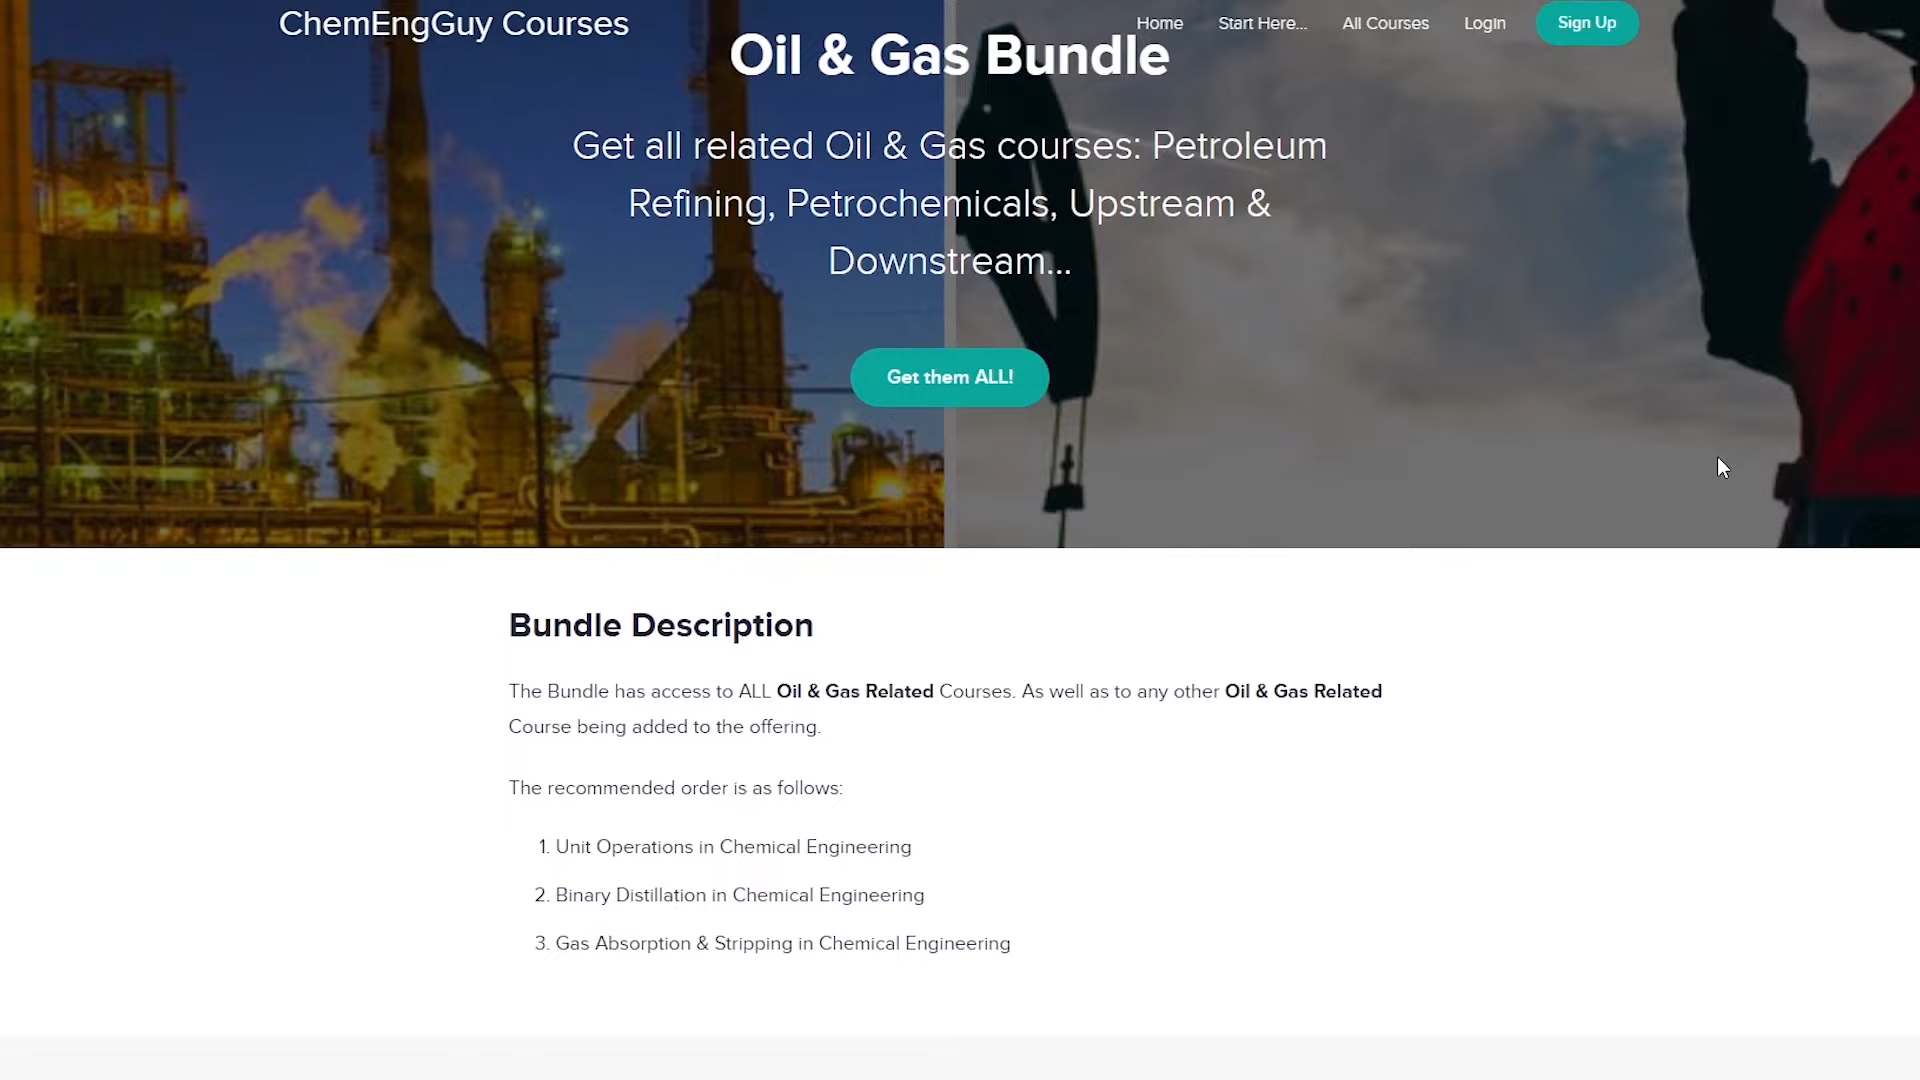 ChemEngGuy Courses
Home
Start Here...
All Courses
Login
Sign Up
Oil & Gas Bundle
Get all related Oil & Gas courses: Petroleum
Refining, Petrochemicals, Upstream &
Downstream...
Get them ALL!
Bundle Description
The Bundle has access to ALL Oil & Gas Related Courses. As well as to any other Oil & Gas Related
Course being added to the offering.
The recommended order is as follows:
1. Unit Operations in Chemical Engineering
2. Binary Distillation in Chemical Engineering
3. Gas Absorption & Stripping in Chemical Engineering